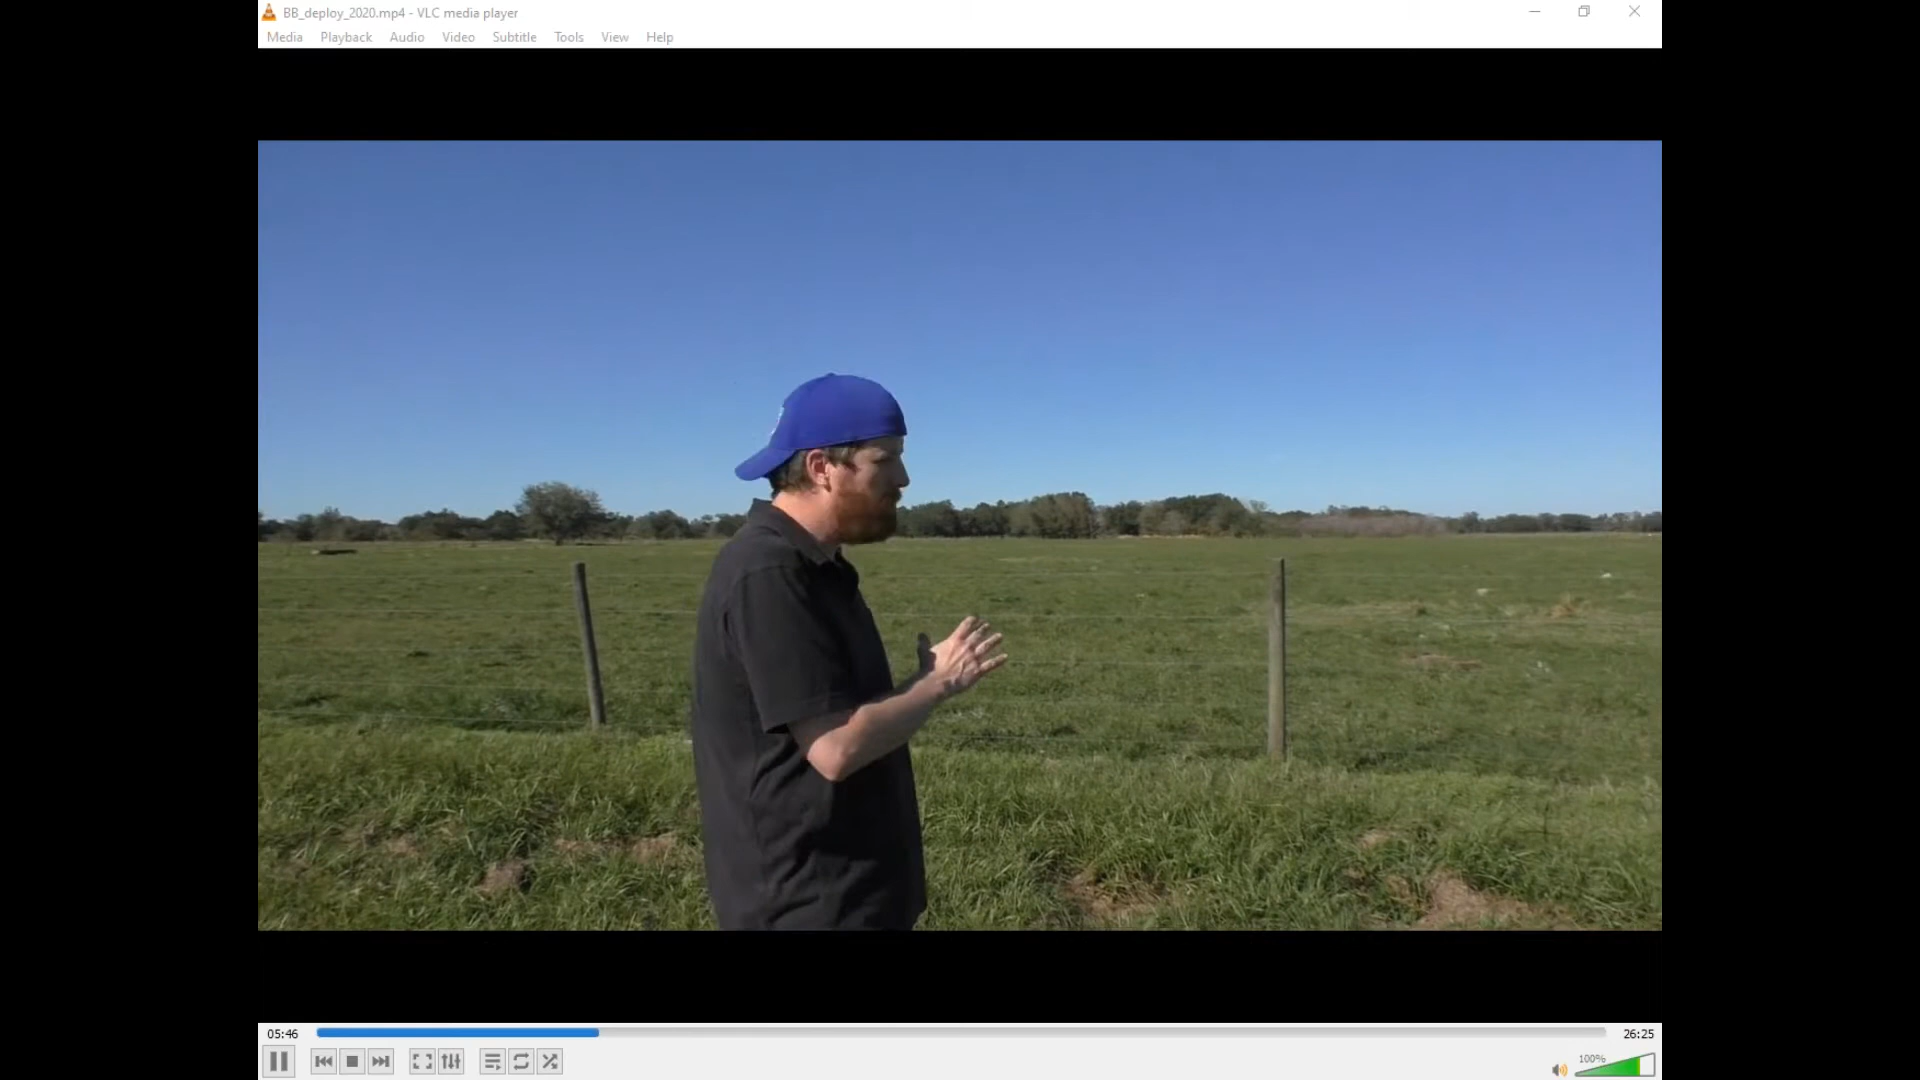 BB_deploy_2020.mp4 - VLC media player
Media Playback Audio Video Subtitle Tools View Help
05:46
26:25
100%